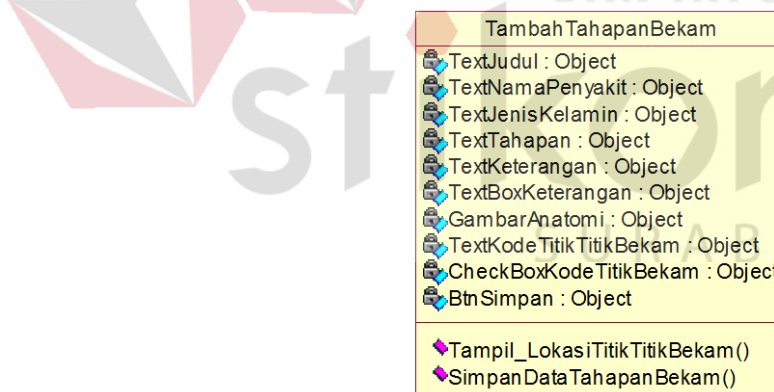 TambahTahapanBekam
TextJudul : Object
TextNamaPenyakit : Object
TextJenisKelamin : Object
TextTahapan : Object
TextKeterangan : Object
TextBoxKeterangan : Object
GambarAnatomi : Object
TextKodeTitikTitikBekam : Object
CheckBoxKodeTitikBekam : Object
BtnSimpan : Object
Tampil_LokasiTitikTitikBekam()
SimpanDataTahapanBekam()